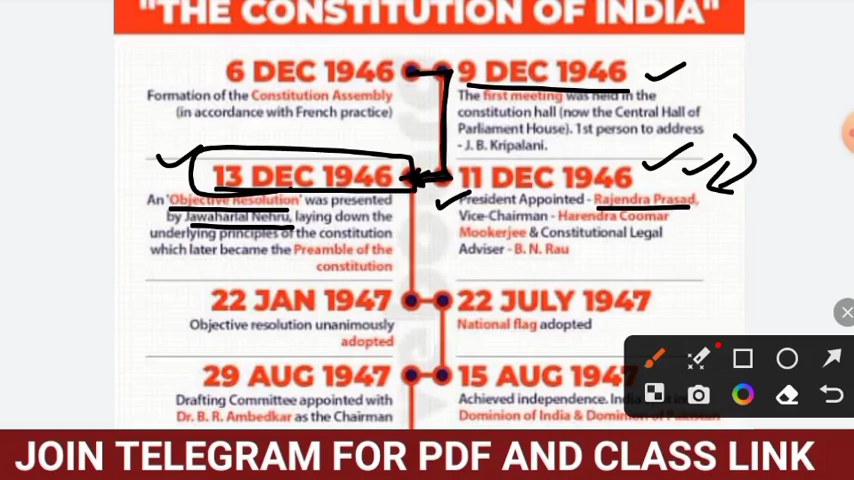 "THE CONSTITUTION OF INDIA"
6 DEC 1946
Formation of the Constitution Assembly
(in accordance with French practice)
9 DEC 1946
The first meeting was held in the
constitution hall (now the Central Hall of
Parliament House). 1st person to address
- J. B. Kripalani.
13 DEC 1946
An 'Objective Resolution' was presented
by Jawaharlal Nehru, laying down the
underlying principles of the constitution
which later became the Preamble of the
constitution
11 DEC 1946
President Appointed - Rajendra Prasad,
Vice-Chairman - Harendra Coomar
Mookerjee & Constitutional Legal
Adviser - B. N. Rau
22 JAN 1947
Objective resolution unanimously
adopted
22 JULY 1947
National flag adopted
29 AUG 1947
Drafting Committee appointed with
Dr. B. R. Ambedkar as the Chairman
15 AUG 1947
Achieved independence.
Dominion of India & Dominion of Pakistan
JOIN TELEGRAM FOR PDF AND CLASS LINK